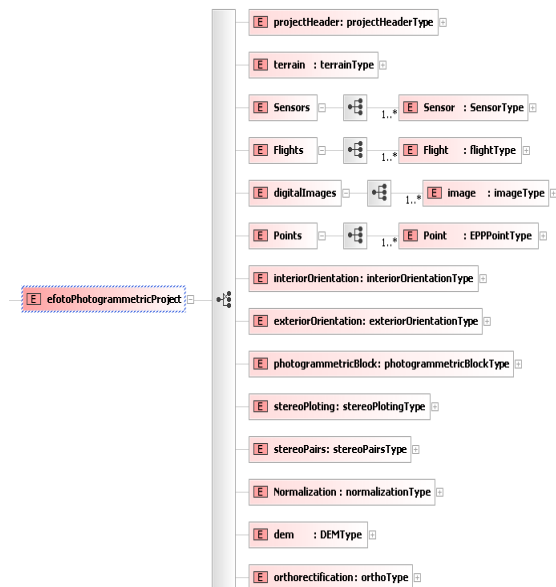 E projectHeader: projectHeaderType
E terrain : terrainType
E Sensors 1..* E Sensor : SensorType
E Flights 1..* E Flight : flightType
E digitalImages 1..* E image : imageType
E Points 1..* E Point : EPPPointType
E interiorOrientation: interiorOrientationType
E efotoPhotogrammetricProject
E exteriorOrientation: exteriorOrientationType
E photogrammetricBlock: photogrammetricBlockType
E stereoPloting: stereoPlotingType
E stereoPairs: stereoPairsType
E Normalization : normalizationType
E dem : DEMType
E orthorectification: orthoType